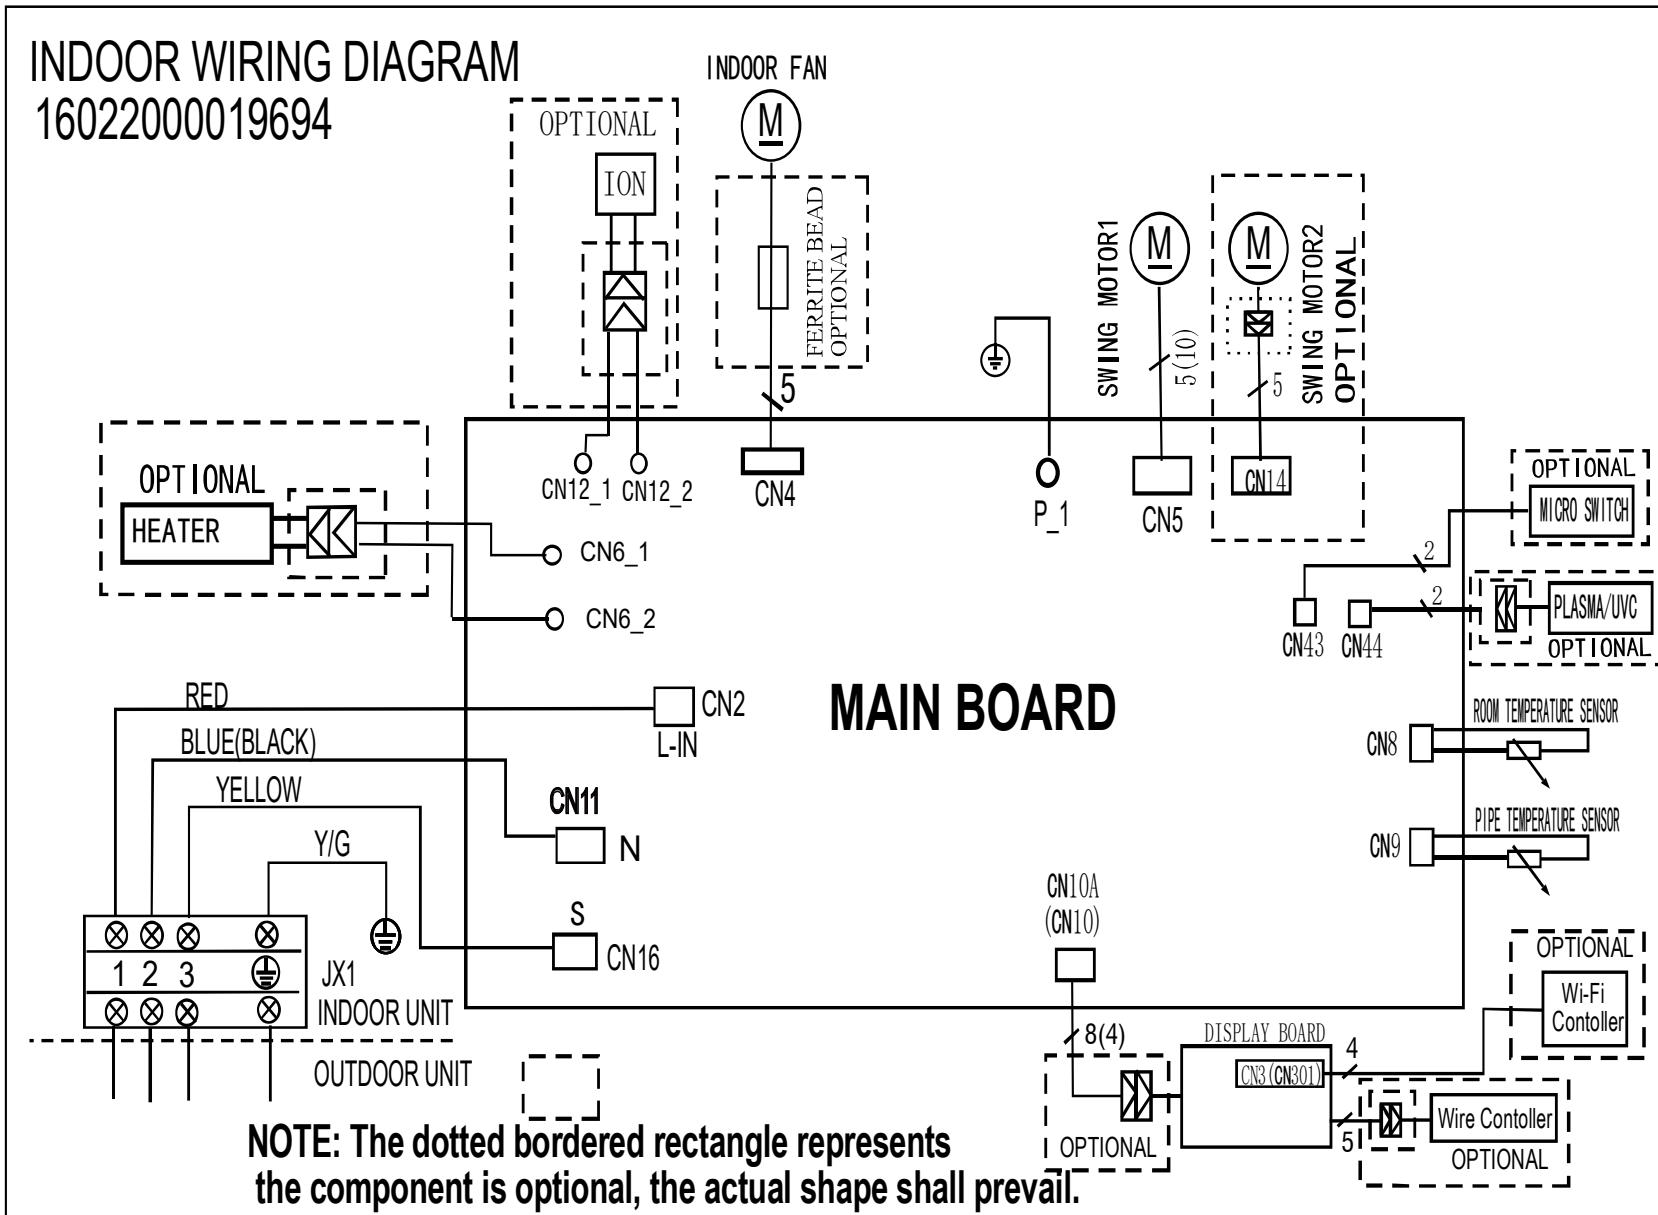 INDOOR WIRING DIAGRAM
16022000019694
INDOOR FAN
M
OPTIONAL
ION
FERRITE BEAD
OPTIONAL
5
SWING MOTOR1
M
5(10)
M
SWING MOTOR2
OPTIONAL
5
OPTIONAL
HEATER
CN12_1
CN12_2
CN4
P_1
CN5
CN14
OPTIONAL
MICRO SWITCH
CN6_1
CN6_2
2
2
CN43
CN44
PLASMA/UVC
OPTIONAL
RED
CN2
L-IN
MAIN BOARD
ROOM TEMPERATURE SENSOR
CN8
BLUE(BLACK)
YELLOW
CN11
N
PIPE TEMPERATURE SENSOR
CN9
Y/G
CN10A
(CN10)
S
CN16
1 2 3
JX1
INDOOR UNIT
OUTDOOR UNIT
8(4)
OPTIONAL
DISPLAY BOARD
CN3(CN301)
4
5
OPTIONAL
Wi-Fi
Contoller
Wire Contoller
OPTIONAL
NOTE: The dotted bordered rectangle represents
the component is optional, the actual shape shall prevail.